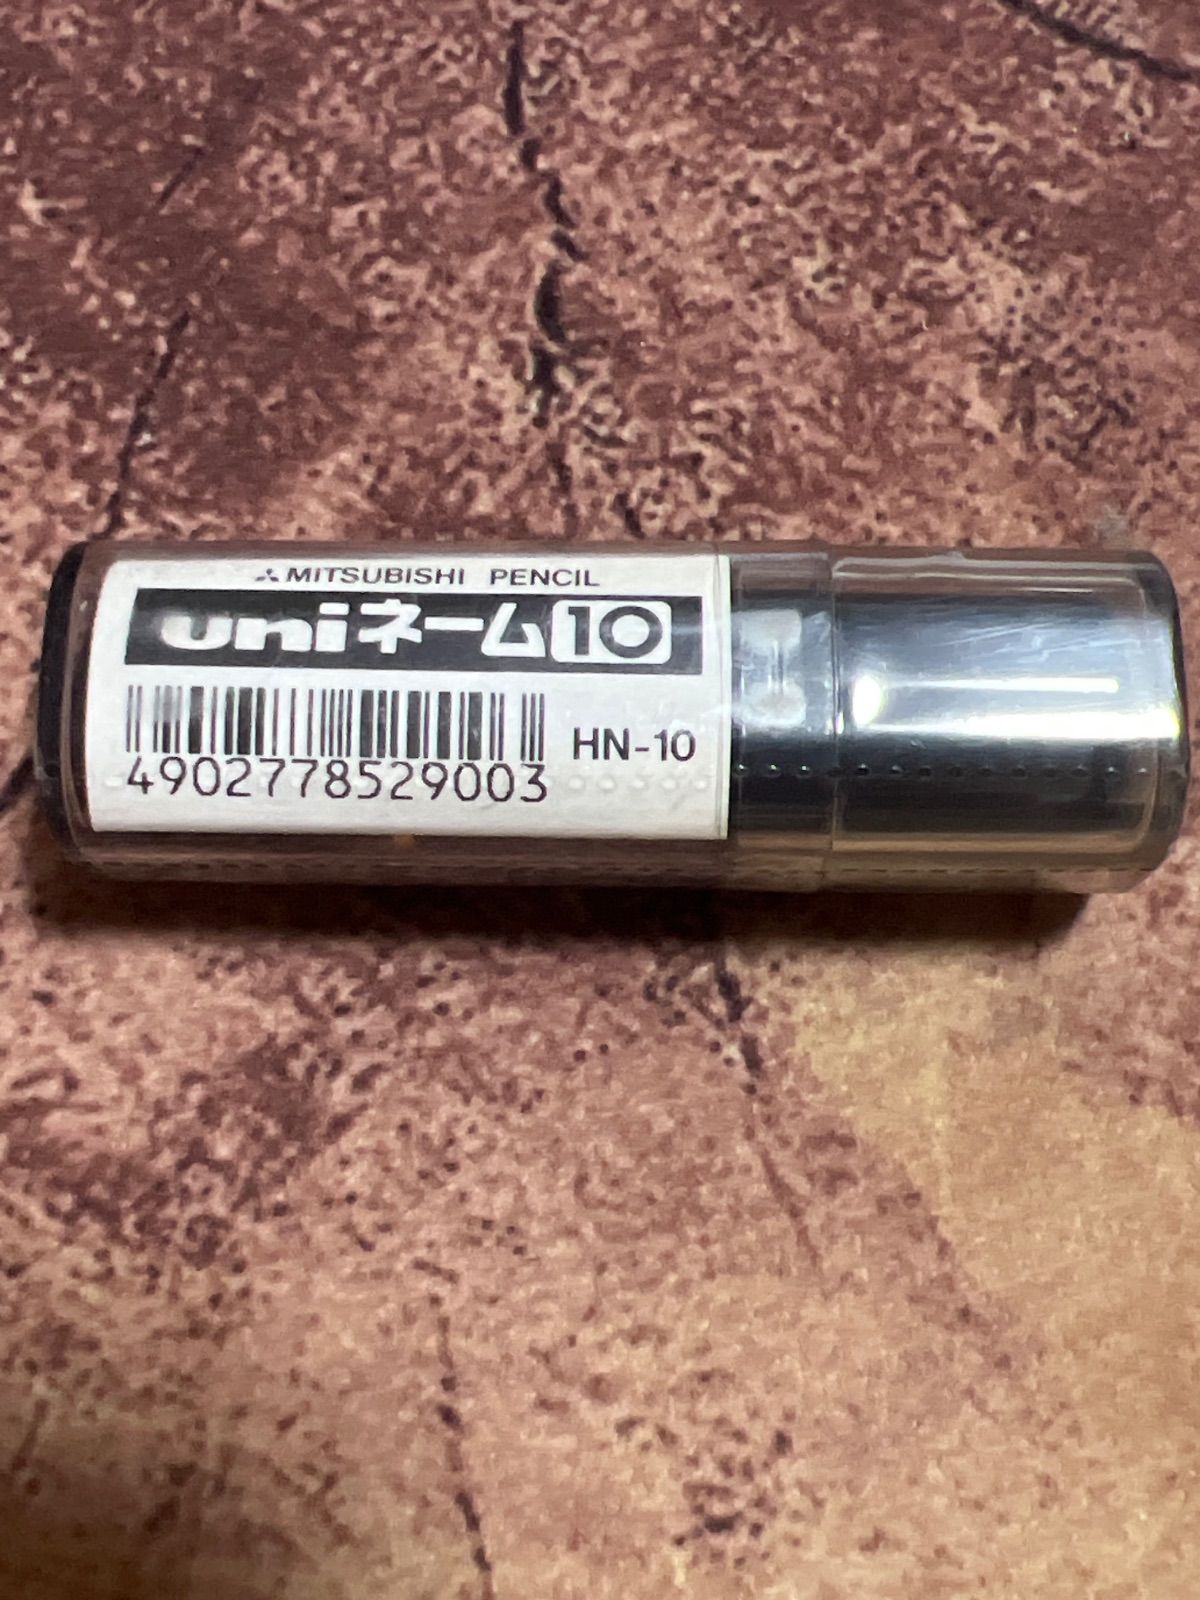 MITSUBISHI PENCIL
uniネーム10
HN-10
4902778529003